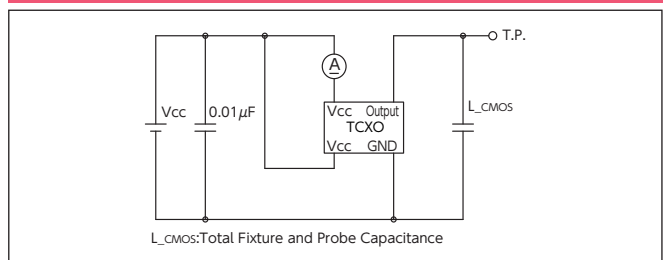 T.P.
A
Vcc
0.01μF
Vcc Output
TCXO
Vcc GND
L_CMOS
L_CMOS:Total Fixture and Probe Capacitance